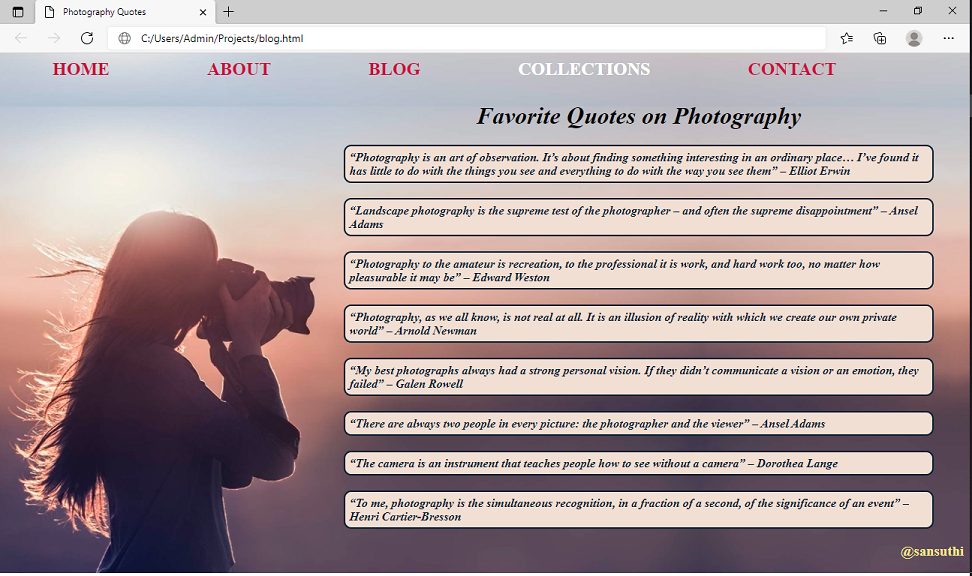 Photography Quotes
C:/Users/Admin/Projects/blog.html
HOME ABOUT BLOG COLLECTIONS CONTACT
Favorite Quotes on Photography
“Photography is an art of observation. It’s about finding something interesting in an ordinary place… I’ve found it
has little to do with the things you see and everything to do with the way you see them” – Elliot Erwin
“Landscape photography is the supreme test of the photographer – and often the supreme disappointment” – Ansel
Adams
“Photography to the amateur is recreation, to the professional it is work, and hard work too, no matter how
pleasurable it may be” – Edward Weston
“Photography, as we all know, is not real at all. It is an illusion of reality with which we create our own private
world” – Arnold Newman
“My best photographs always had a strong personal vision. If they didn’t communicate a vision or an emotion, they
failed” – Galen Rowell
“There are always two people in every picture: the photographer and the viewer” – Ansel Adams
“The camera is an instrument that teaches people how to see without a camera” – Dorothea Lange
“To me, photography is the simultaneous recognition, in a fraction of a second, of the significance of an event” –
Henri Cartier-Bresson
@sansuthi